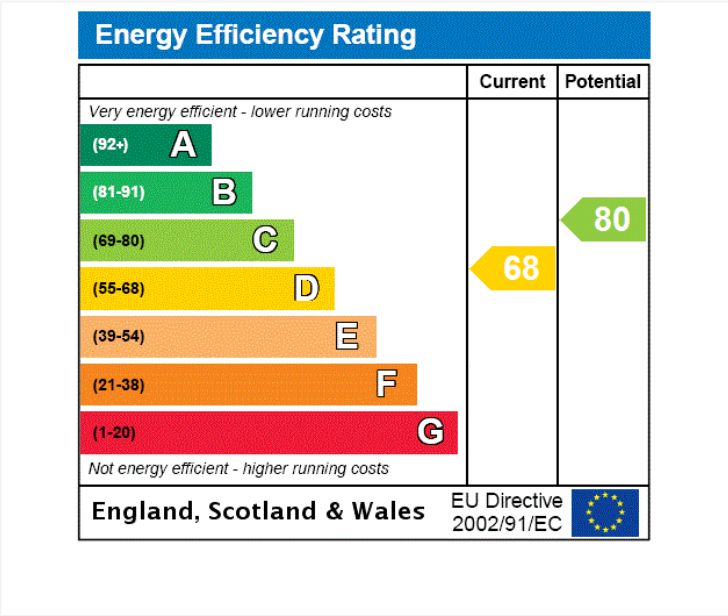 Energy Efficiency Rating
Current Potential
Very energy efficient - lower running costs
(92+) A
(81-91) B
(69-80) C
80
68
(55-68) D
(39-54) E
(21-38) F
(1-20) G
Not energy efficient - higher running costs
England, Scotland & Wales
EU Directive
2002/91/EC